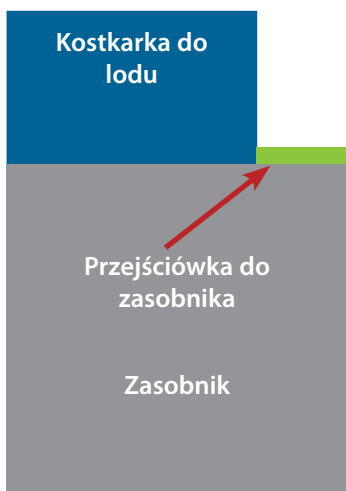 Kostkarka do
lodu
Przejściówka do
zasobnika
Zasobnik